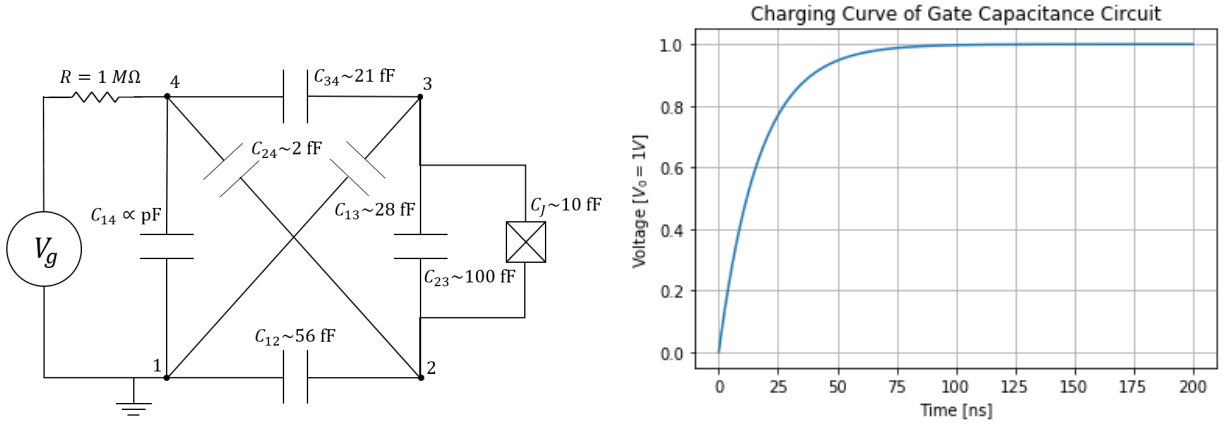 R = 1 MΩ
4
C₃₄~21 fF
3
C₂₄~2 fF
C₁₄ ∝ pF
C₁₃~28 fF
C_J~10 fF
V_g
C₂₃~100 fF
C₁₂~56 fF
1
2
Charging Curve of Gate Capacitance Circuit
Voltage [V₀ = 1V]
1.0
0.8
0.6
0.4
0.2
0.0
0 25 50 75 100 125 150 175 200
Time [ns]